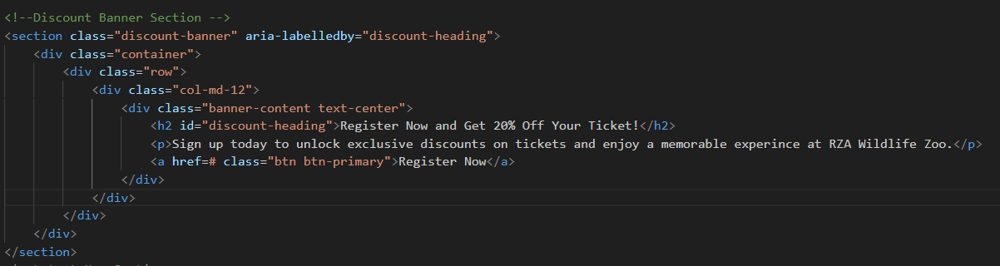 <!--Discount Banner Section -->
<section class="discount-banner" aria-labelledby="discount-heading">
    <div class="container">
        <div class="row">
            <div class="col-md-12">
                <div class="banner-content text-center">
                    <h2 id="discount-heading">Register Now and Get 20% Off Your Ticket!</h2>
                    <p>Sign up today to unlock exclusive discounts on tickets and enjoy a memorable experince at RZA Wildlife Zoo.</p>
                    <a href=# class="btn btn-primary">Register Now</a>
                </div>
            </div>
        </div>
    </div>
</section>